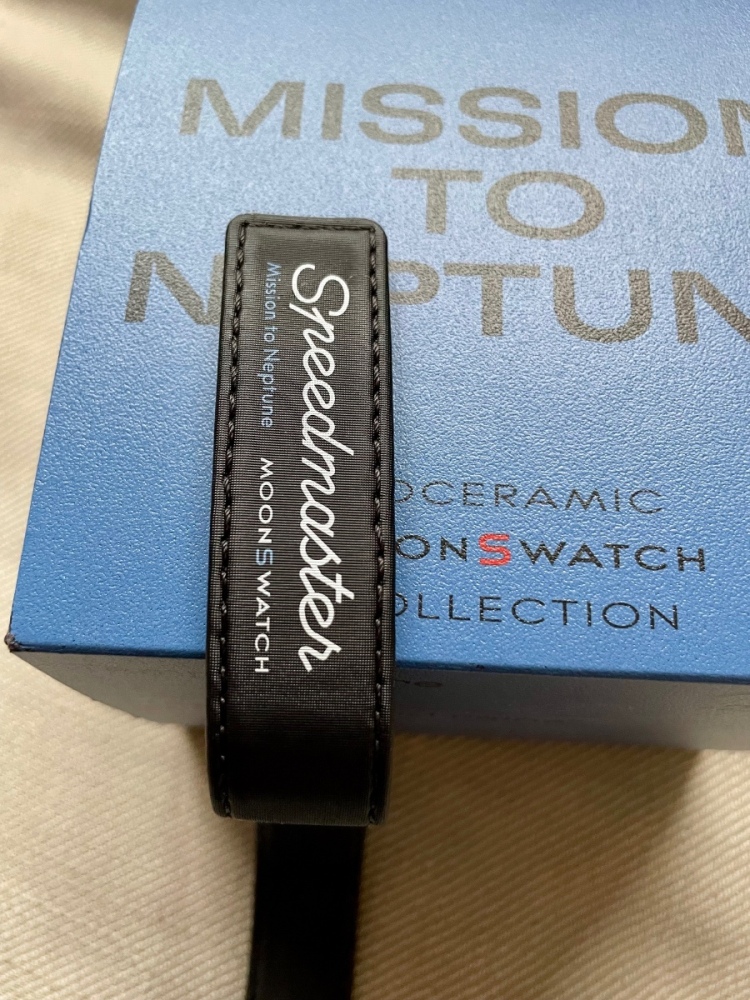 MISSION
TO
NEPTUNE
OCERAMIC
ONSWATCH
OLLECTION
Speedmaster
Mission to Neptune
MOONSWATCH